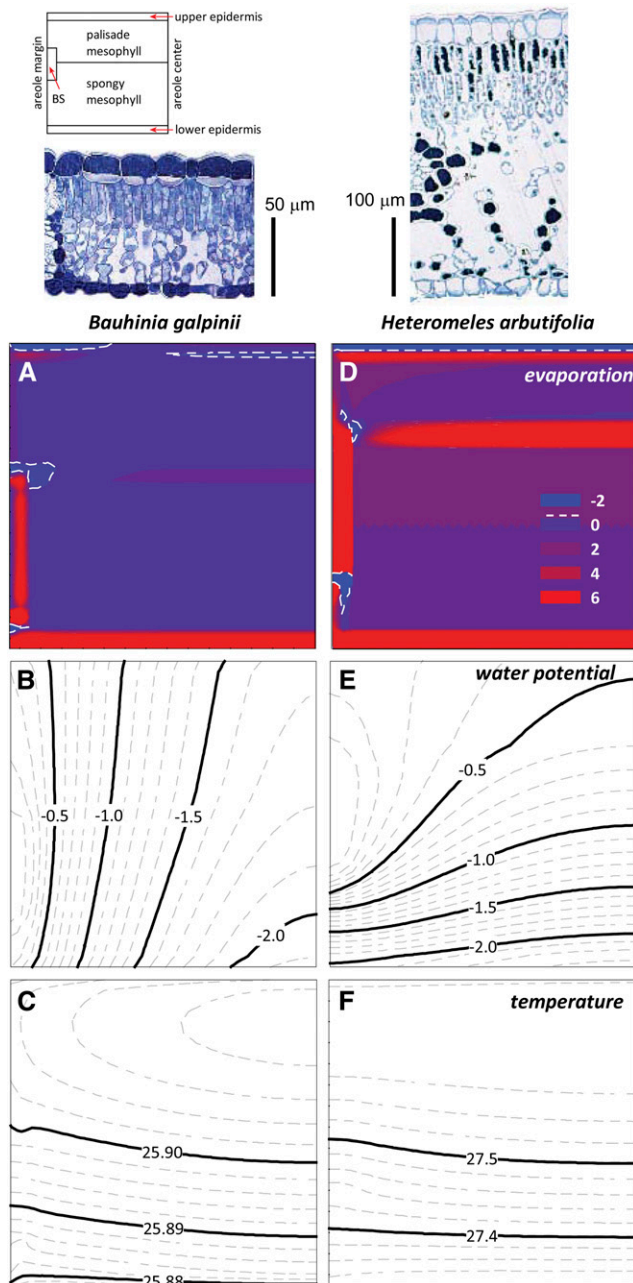 upper epidermis
palisade
mesophyll
spongy
mesophyll
areole margin
areole center
BS
lower epidermis
50 μm
100 μm
Bauhinia galpinii
Heteromeles arbutifolia
A
D
evaporation
-2
0
2
4
6
B
E
water potential
-0.5
-1.0
-1.5
-2.0
-0.5
-1.0
-1.5
-2.0
C
F
temperature
25.90
25.89
25.88
27.5
27.4